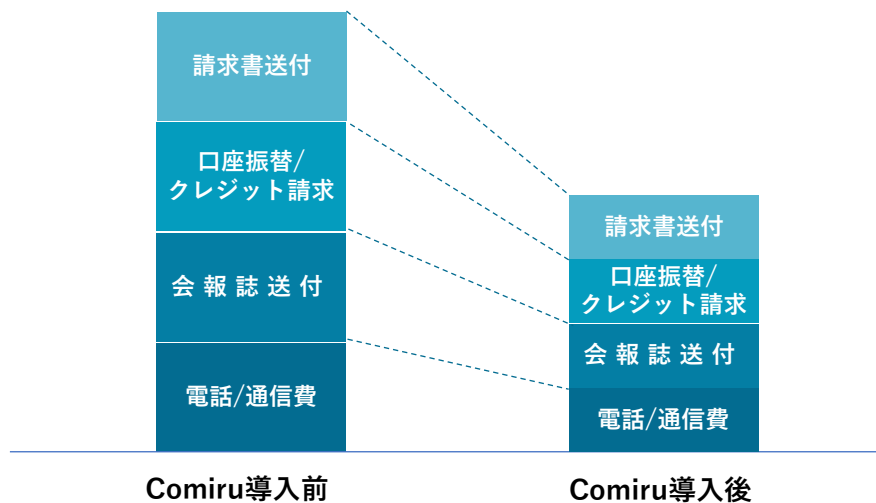 請求書送付
口座振替/
クレジット請求
会報誌送付
電話/通信費
請求書送付
口座振替/
クレジット請求
会報誌送付
電話/通信費
Comiru導入前
Comiru導入後